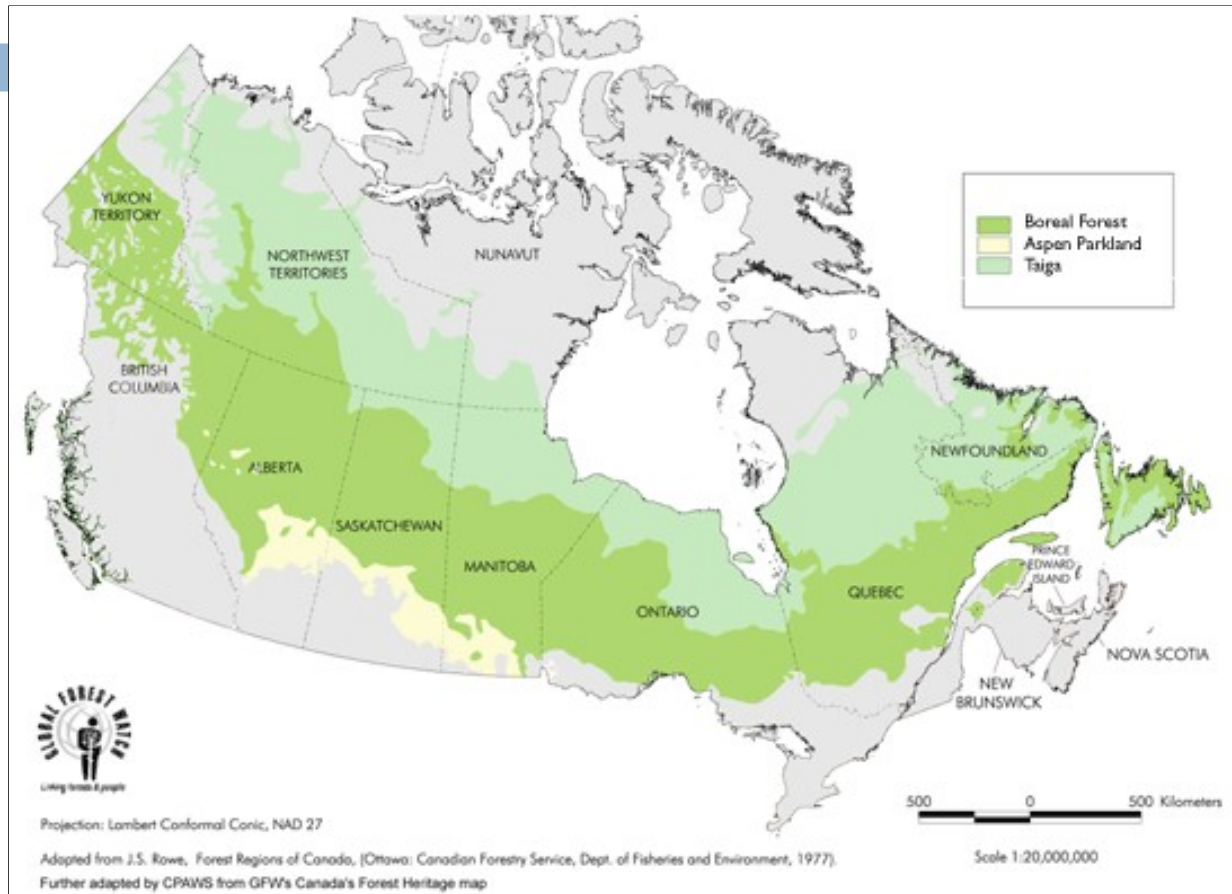 YUKON
TERRITORY
NORTHWEST
TERRITORIES
NUNAVUT
Boreal Forest
Aspen Parkland
Taiga
BRITISH
COLUMBIA
ALBERTA
NEWFOUNDLAND
SASKATCHEWAN
MANITOBA
PRINCE
EDWARD
ISLAND
QUEBEC
ONTARIO
NOVA SCOTIA
NEW
BRUNSWICK
GLOBAL FOREST WATCH
Linking forests & people
500 0 500 Kilometers
Scale 1:20,000,000
Projection: Lambert Conformal Conic, NAD 27
Adapted from J.S. Rowe, Forest Regions of Canada, (Ottawa: Canadian Forestry Service, Dept. of Fisheries and Environment, 1977).
Further adapted by CPAWS from GFW's Canada's Forest Heritage map